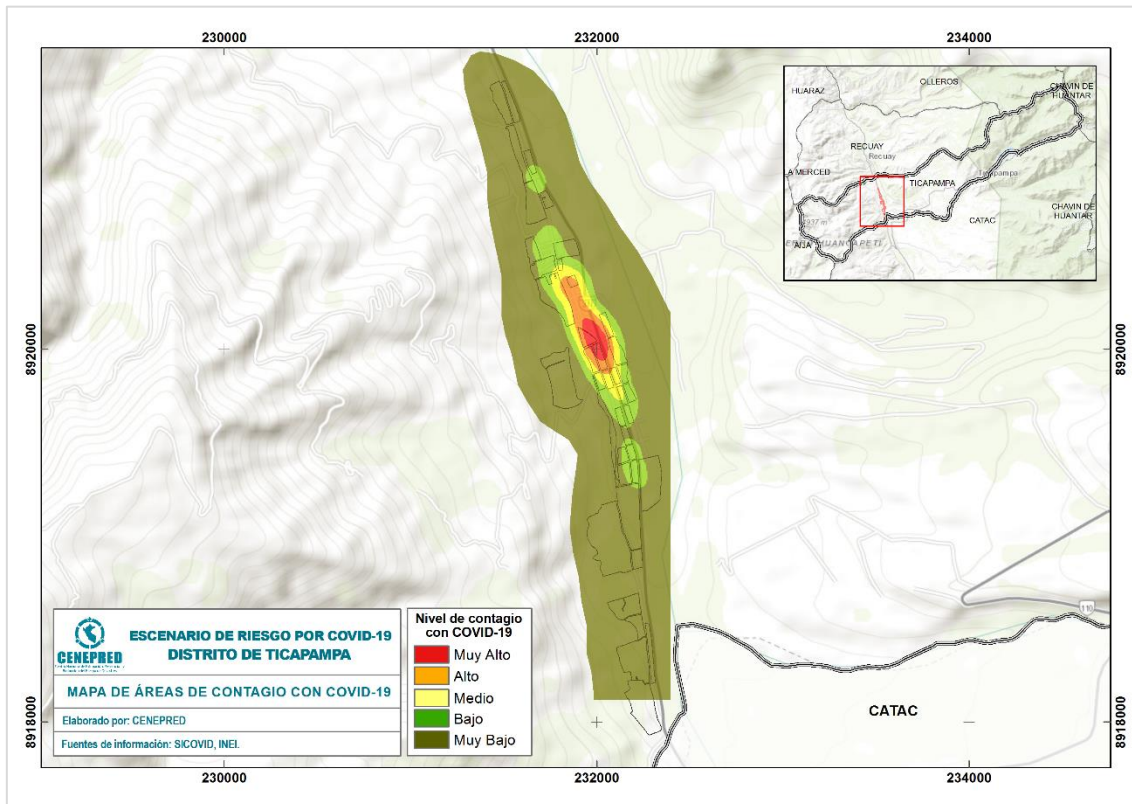 230000
232000
234000
8920000
8920000
8918000
8918000
230000
232000
234000
HUARAZ
OLLEROS
CHAVIN DE
HUANTAR
RECUAY
Recuay
TICAPAMPA
CATAC
CHAVIN DE
HUANTAR
AIJA
110
CATAC
CENEPRED
ESCENARIO DE RIESGO POR COVID-19
DISTRITO DE TICAPAMPA
MAPA DE ÁREAS DE CONTAGIO CON COVID-19
Elaborado por: CENEPRED
Fuentes de información: SICOVID, INEI.
Nivel de contagio
con COVID-19
Muy Alto
Alto
Medio
Bajo
Muy Bajo